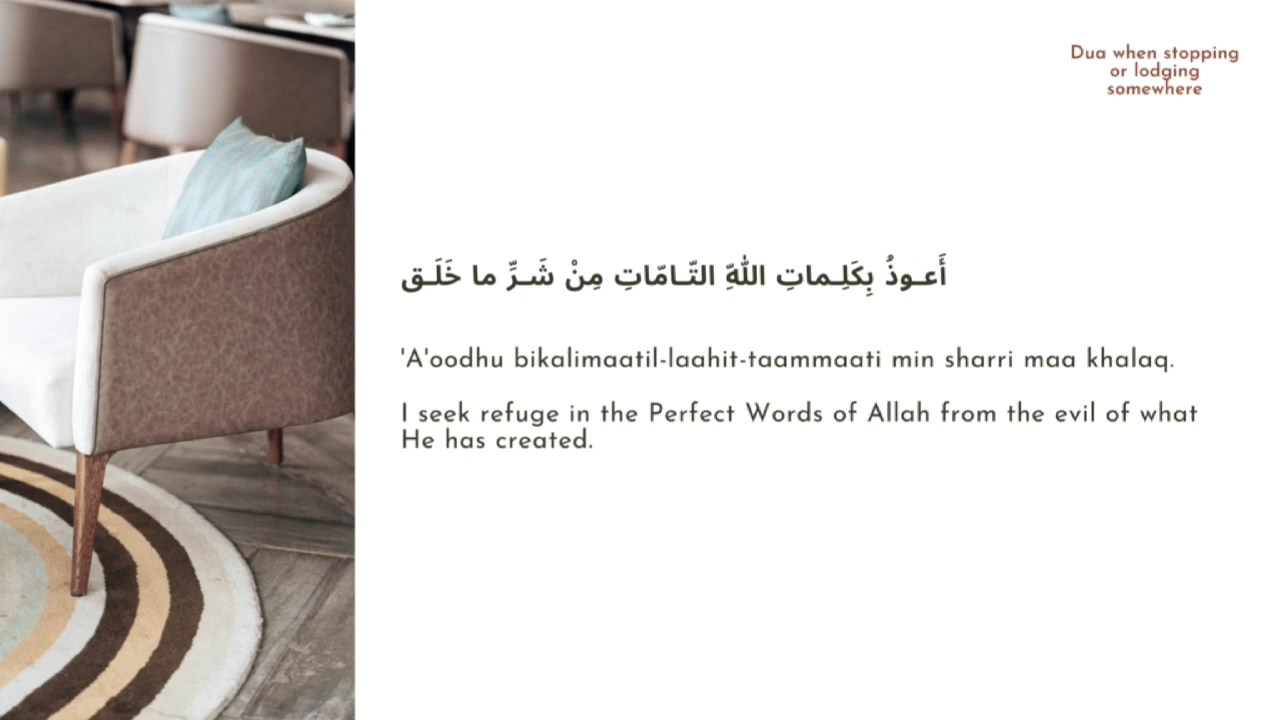 Dua when stopping
or lodging
somewhere
أَعـوذُ بِكَلِـماتِ اللّهِ التّـامّاتِ مِنْ شَـرِّ ما خَلَـق
'A'oodhu bikalimaatil-laahit-taammaati min sharri maa khalaq.
I seek refuge in the Perfect Words of Allah from the evil of what
He has created.